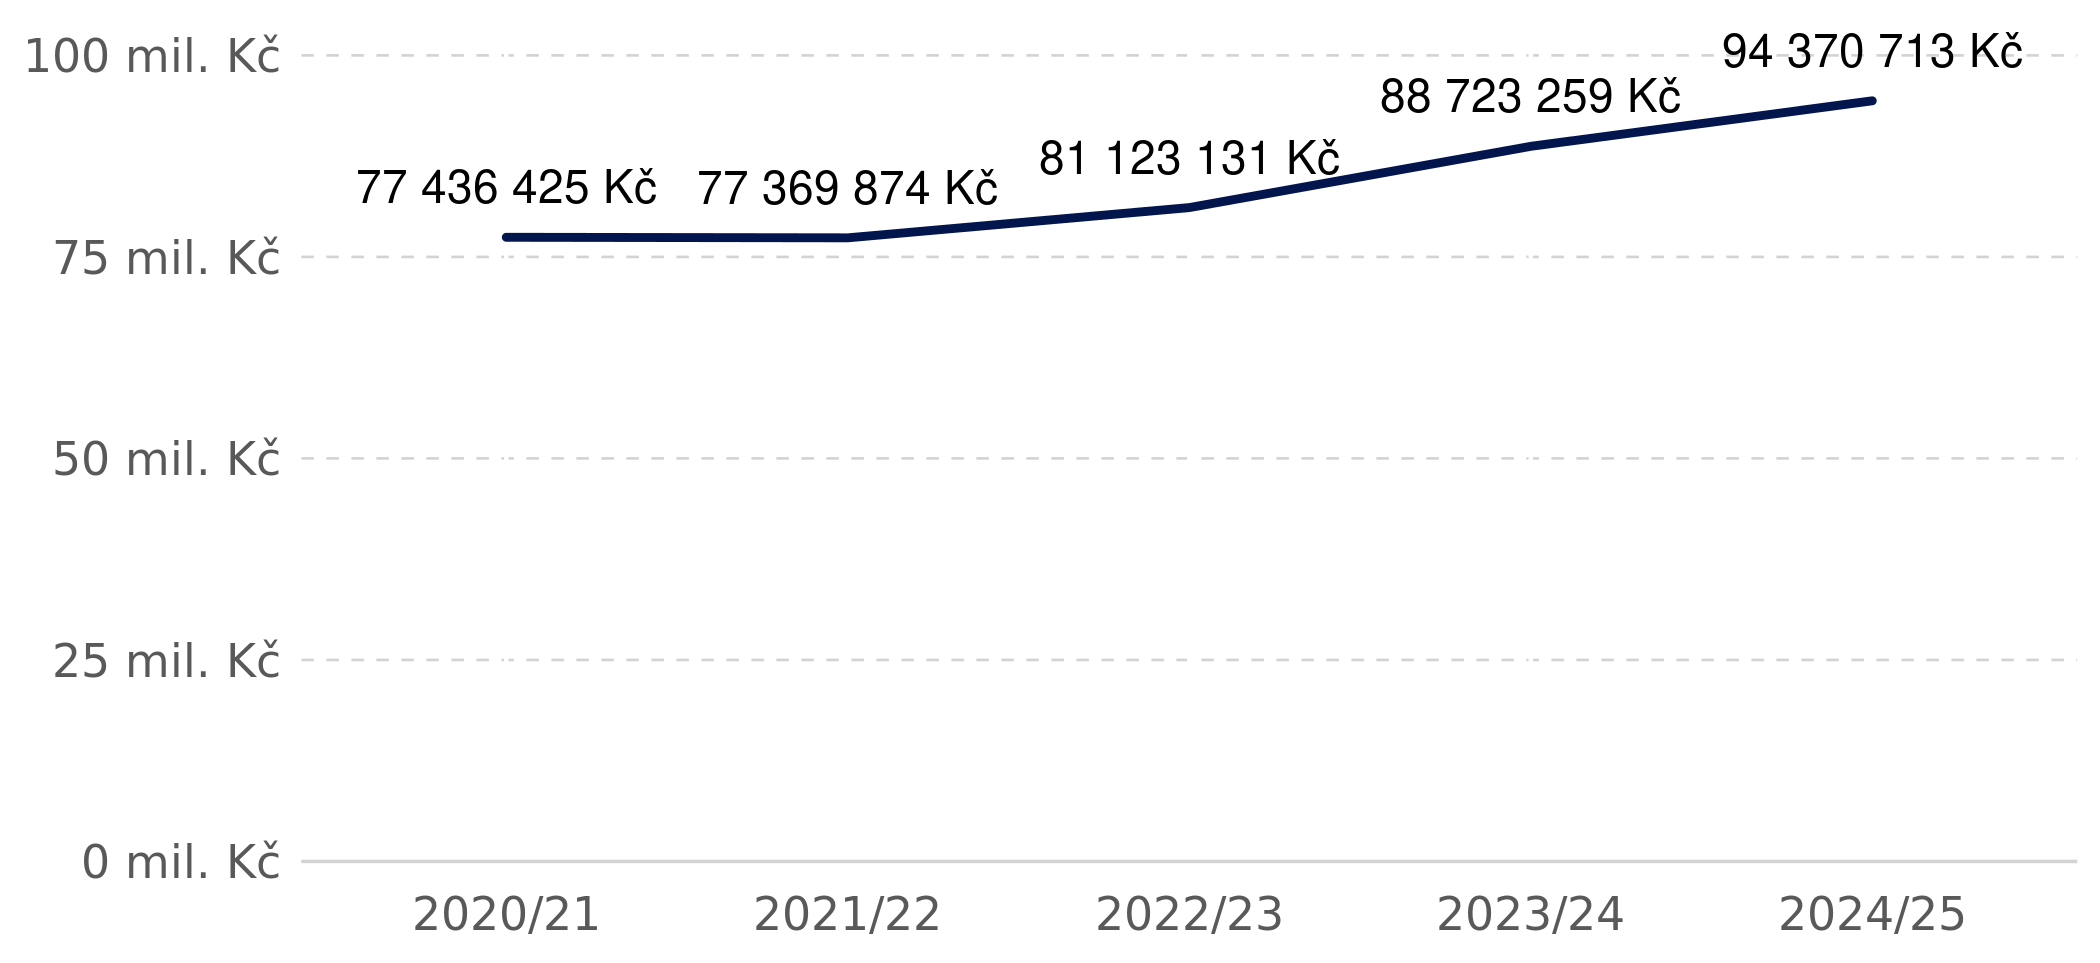 100 mil. Kč
75 mil. Kč
50 mil. Kč
25 mil. Kč
0 mil. Kč
77 436 425 Kč
77 369 874 Kč
81 123 131 Kč
88 723 259 Kč
94 370 713 Kč
2020/21
2021/22
2022/23
2023/24
2024/25